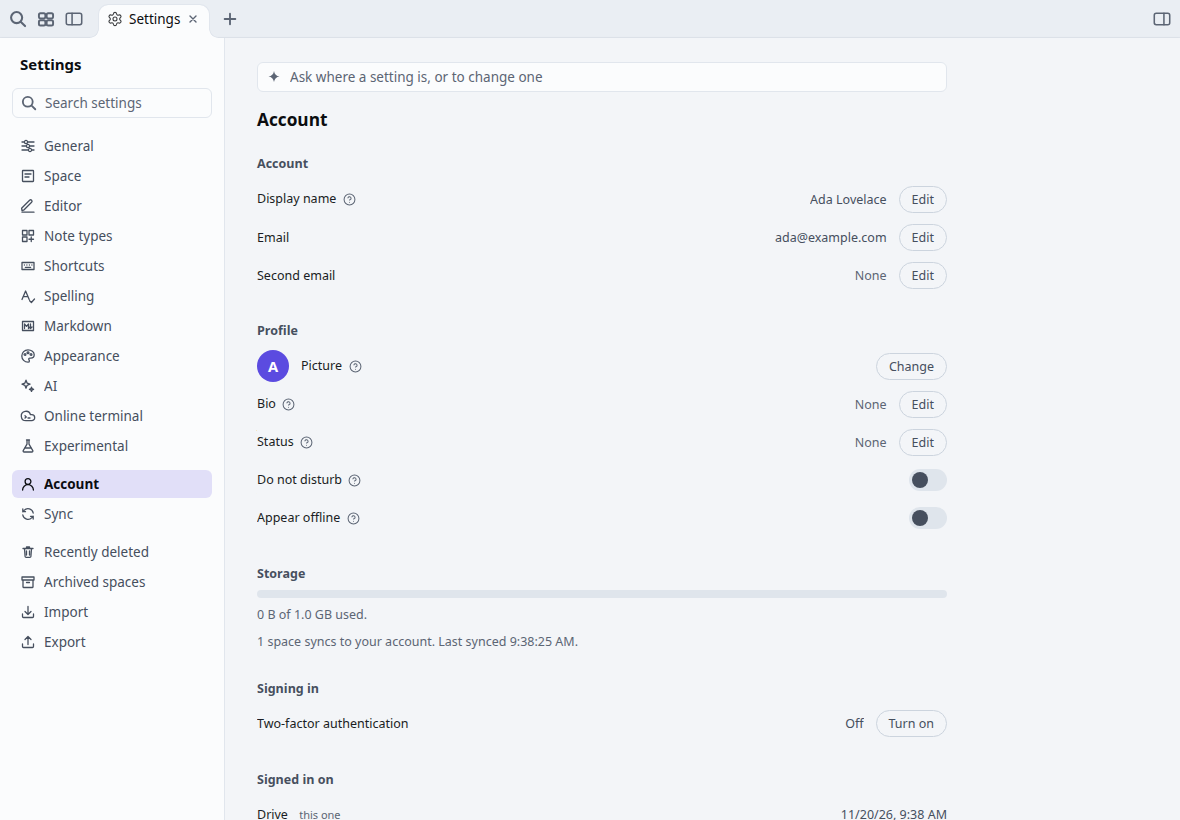 Settings
Settings
Search settings
General
Space
Editor
Note types
Shortcuts
Spelling
Markdown
Appearance
AI
Online terminal
Experimental
Account
Sync
Recently deleted
Archived spaces
Import
Export
Ask where a setting is, or to change one
Account
Account
Display name Ada Lovelace Edit
Email ada@example.com Edit
Second email None Edit
Profile
A Picture Change
Bio None Edit
Status None Edit
Do not disturb
Appear offline
Storage
0 B of 1.0 GB used.
1 space syncs to your account. Last synced 9:38:25 AM.
Signing in
Two-factor authentication Off Turn on
Signed in on
Drive this one 11/20/26, 9:38 AM